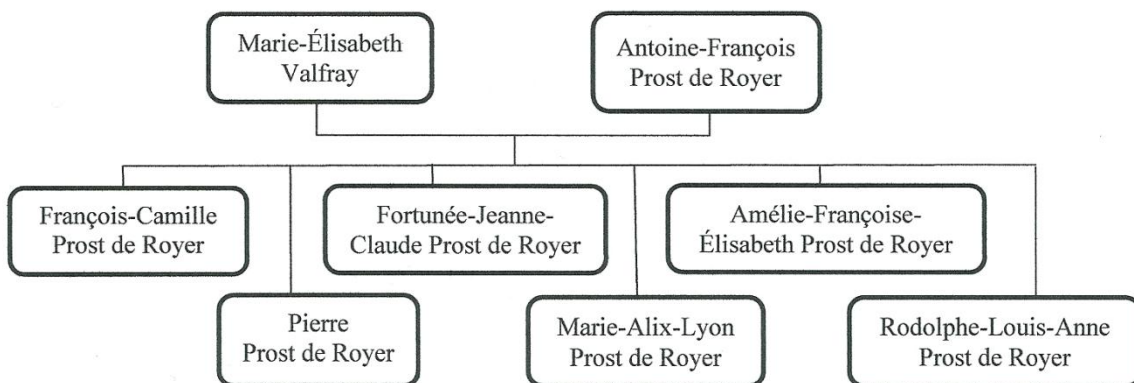 Marie-Élisabeth
Valfray
Antoine-François
Prost de Royer
François-Camille
Prost de Royer
Fortunée-Jeanne-
Claude Prost de Royer
Amélie-Françoise-
Élisabeth Prost de Royer
Pierre
Prost de Royer
Marie-Alix-Lyon
Prost de Royer
Rodolphe-Louis-Anne
Prost de Royer